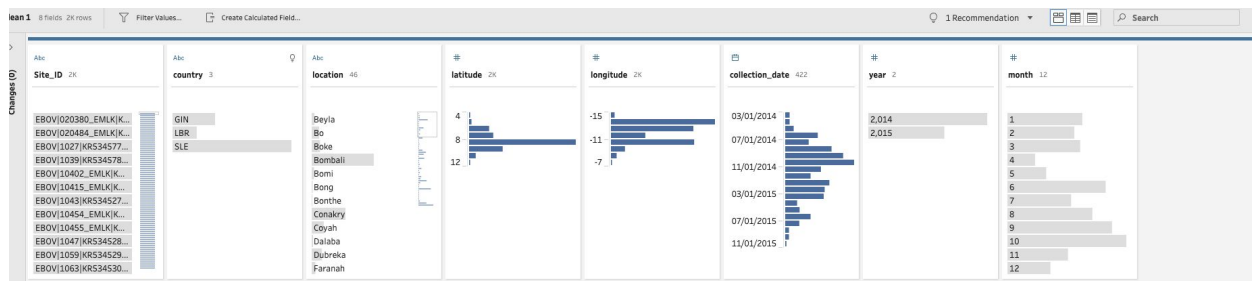 lean 1 8 fields 2K rows Filter Values... Create Calculated Field... 1 Recommendation Search
Changes (0)
Abc
Site_ID 2K
EBOV|020380_EMLK|K...
EBOV|020484_EMLK|K...
EBOV|1027|KR534577...
EBOV|1039|KR534578...
EBOV|10402_EMLK|K...
EBOV|10415_EMLK|K...
EBOV|1043|KR534527...
EBOV|10454_EMLK|K...
EBOV|10455_EMLK|K...
EBOV|1047|KR534528...
EBOV|1059|KR534529...
EBOV|1063|KR534530...
Abc
country 3
GIN
LBR
SLE
Abc
location 46
Beyla
Bo
Boke
Bombali
Bomi
Bong
Bonthe
Conakry
Coyah
Dalaba
Dubreka
Faranah
#
latitude 2K
4
8
12
#
longitude 2K
-15
-11
-7
collection_date 422
03/01/2014
07/01/2014
11/01/2014
03/01/2015
07/01/2015
11/01/2015
#
year 2
2,014
2,015
#
month 12
1
2
3
4
5
6
7
8
9
10
11
12